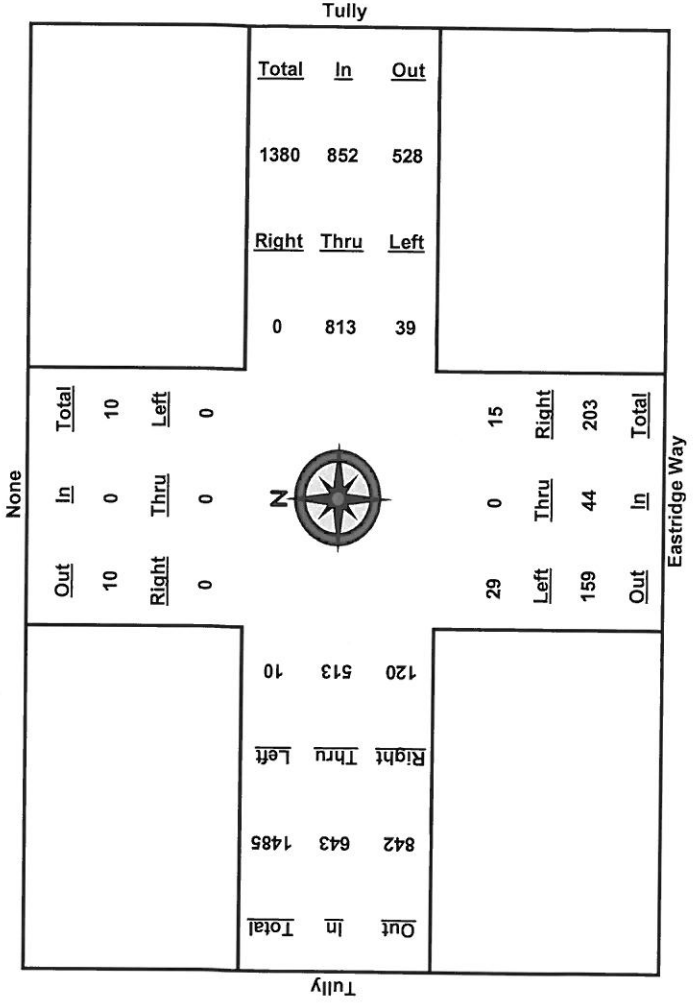 Tully
Total In Out
1380 852 528
Right Thru Left
0 813 39
None
Out In Total
10 0 10
Right Thru Left
0 0 0
N
29 0 15
Left Thru Right
159 44 203
Out In Total
Eastridge Way
10 513 120
Left Thru Right
1485 643 842
Total In Out
Tully